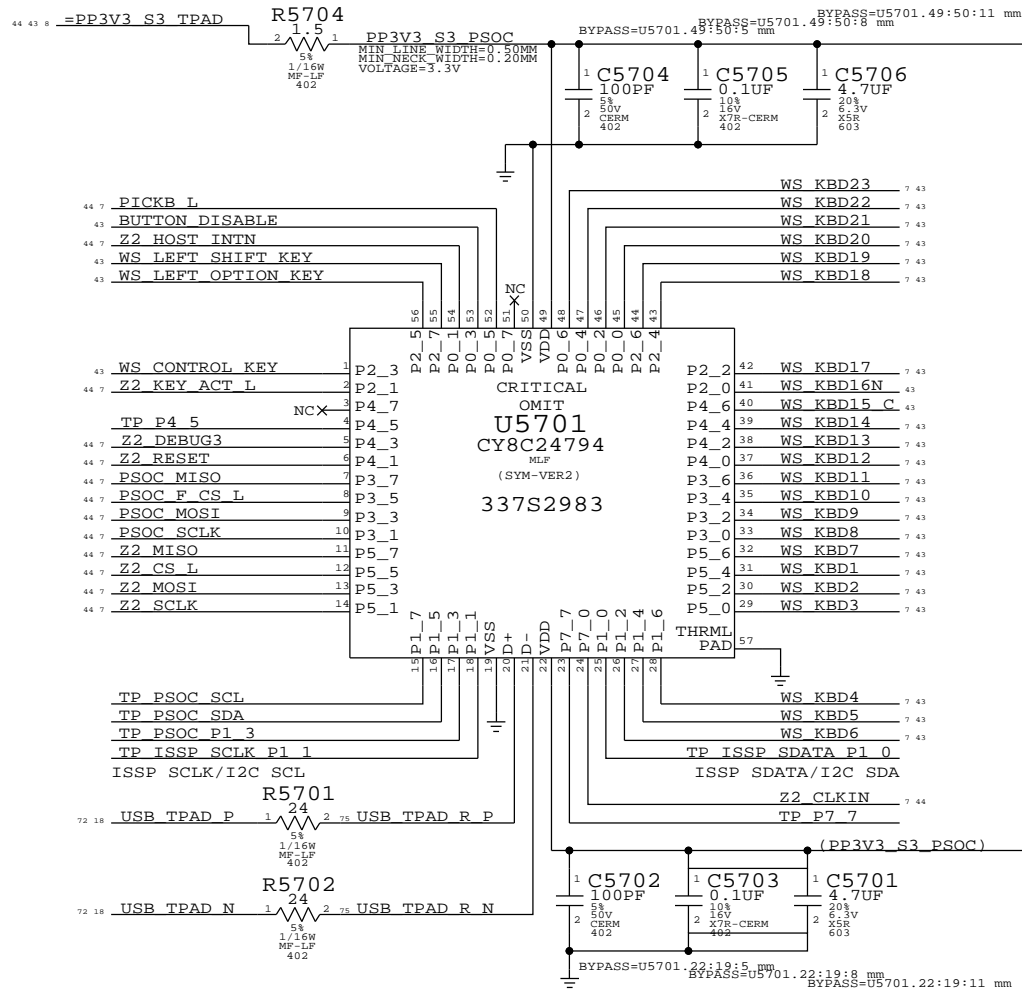 BYPASS=U5701.49:50:11 mm
BYPASS=U5701.49:50:8 mm
BYPASS=U5701.49:50:5 mm
44 43 8 =PP3V3_S3_TPAD
R5704
1.5
2 1
5%
1/16W
MF-LF
402
PP3V3_S3_PSOC
MIN_LINE_WIDTH=0.50MM
MIN_NECK_WIDTH=0.20MM
VOLTAGE=3.3V
1 C5704
100PF
5%
50V
2 CERM
402
1 C5705
0.1UF
10%
16V
2 X7R-CERM
402
1 C5706
4.7UF
20%
6.3V
2 X5R
603
44 7 PICKB_L
43 BUTTON_DISABLE
44 7 Z2_HOST_INTN
43 WS_LEFT_SHIFT_KEY
43 WS_LEFT_OPTION_KEY
WS_KBD23 7 43
WS_KBD22 7 43
WS_KBD21 7 43
WS_KBD20 7 43
WS_KBD19 7 43
WS_KBD18 7 43
NC
56 55 54 53 52 51 50 49 48 47 46 45 44 43
P2_5 P2_7 P0_1 P0_3 P0_5 P0_7 VSS VDD P0_6 P0_4 P0_2 P0_0 P2_6 P2_4
43 WS_CONTROL_KEY 1 P2_3
44 7 Z2_KEY_ACT_L 2 P2_1
NC 3 P4_7
TP_P4_5 4 P4_5
44 7 Z2_DEBUG3 5 P4_3
44 7 Z2_RESET 6 P4_1
44 7 PSOC_MISO 7 P3_7
44 7 PSOC_F_CS_L 8 P3_5
44 7 PSOC_MOSI 9 P3_3
44 7 PSOC_SCLK 10 P3_1
44 7 Z2_MISO 11 P5_7
44 7 Z2_CS_L 12 P5_5
44 7 Z2_MOSI 13 P5_3
44 7 Z2_SCLK 14 P5_1
CRITICAL
OMIT
U5701
CY8C24794
MLF
(SYM-VER2)
337S2983
P2_2 42 WS_KBD17 7 43
P2_0 41 WS_KBD16N 43
P4_6 40 WS_KBD15_C 43
P4_4 39 WS_KBD14 7 43
P4_2 38 WS_KBD13 7 43
P4_0 37 WS_KBD12 7 43
P3_6 36 WS_KBD11 7 43
P3_4 35 WS_KBD10 7 43
P3_2 34 WS_KBD9 7 43
P3_0 33 WS_KBD8 7 43
P5_6 32 WS_KBD7 7 43
P5_4 31 WS_KBD1 7 43
P5_2 30 WS_KBD2 7 43
P5_0 29 WS_KBD3 7 43
THRML
PAD 57
P1_7 P1_5 P1_3 P1_1 VSS D+ D- VDD P7_7 P7_0 P1_0 P1_2 P1_4 P1_6
15 16 17 18 19 20 21 22 23 24 25 26 27 28
TP_PSOC_SCL
TP_PSOC_SDA
TP_PSOC_P1_3
TP_ISSP_SCLK_P1_1
ISSP SCLK/I2C SCL
WS_KBD4 7 43
WS_KBD5 7 43
WS_KBD6 7 43
TP_ISSP_SDATA_P1_0
ISSP SDATA/I2C SDA
Z2_CLKIN 7 44
TP_P7_7
R5701
24
72 18 USB_TPAD_P 1 2 75 USB_TPAD_R_P
5%
1/16W
MF-LF
402
R5702
24
72 18 USB_TPAD_N 1 2 75 USB_TPAD_R_N
5%
1/16W
MF-LF
402
(PP3V3_S3_PSOC)
1 C5702
100PF
5%
50V
2 CERM
402
1 C5703
0.1UF
10%
16V
2 X7R-CERM
402
1 C5701
4.7UF
20%
6.3V
2 X5R
603
BYPASS=U5701.22:19:5 mm
BYPASS=U5701.22:19:8 mm
BYPASS=U5701.22:19:11 mm